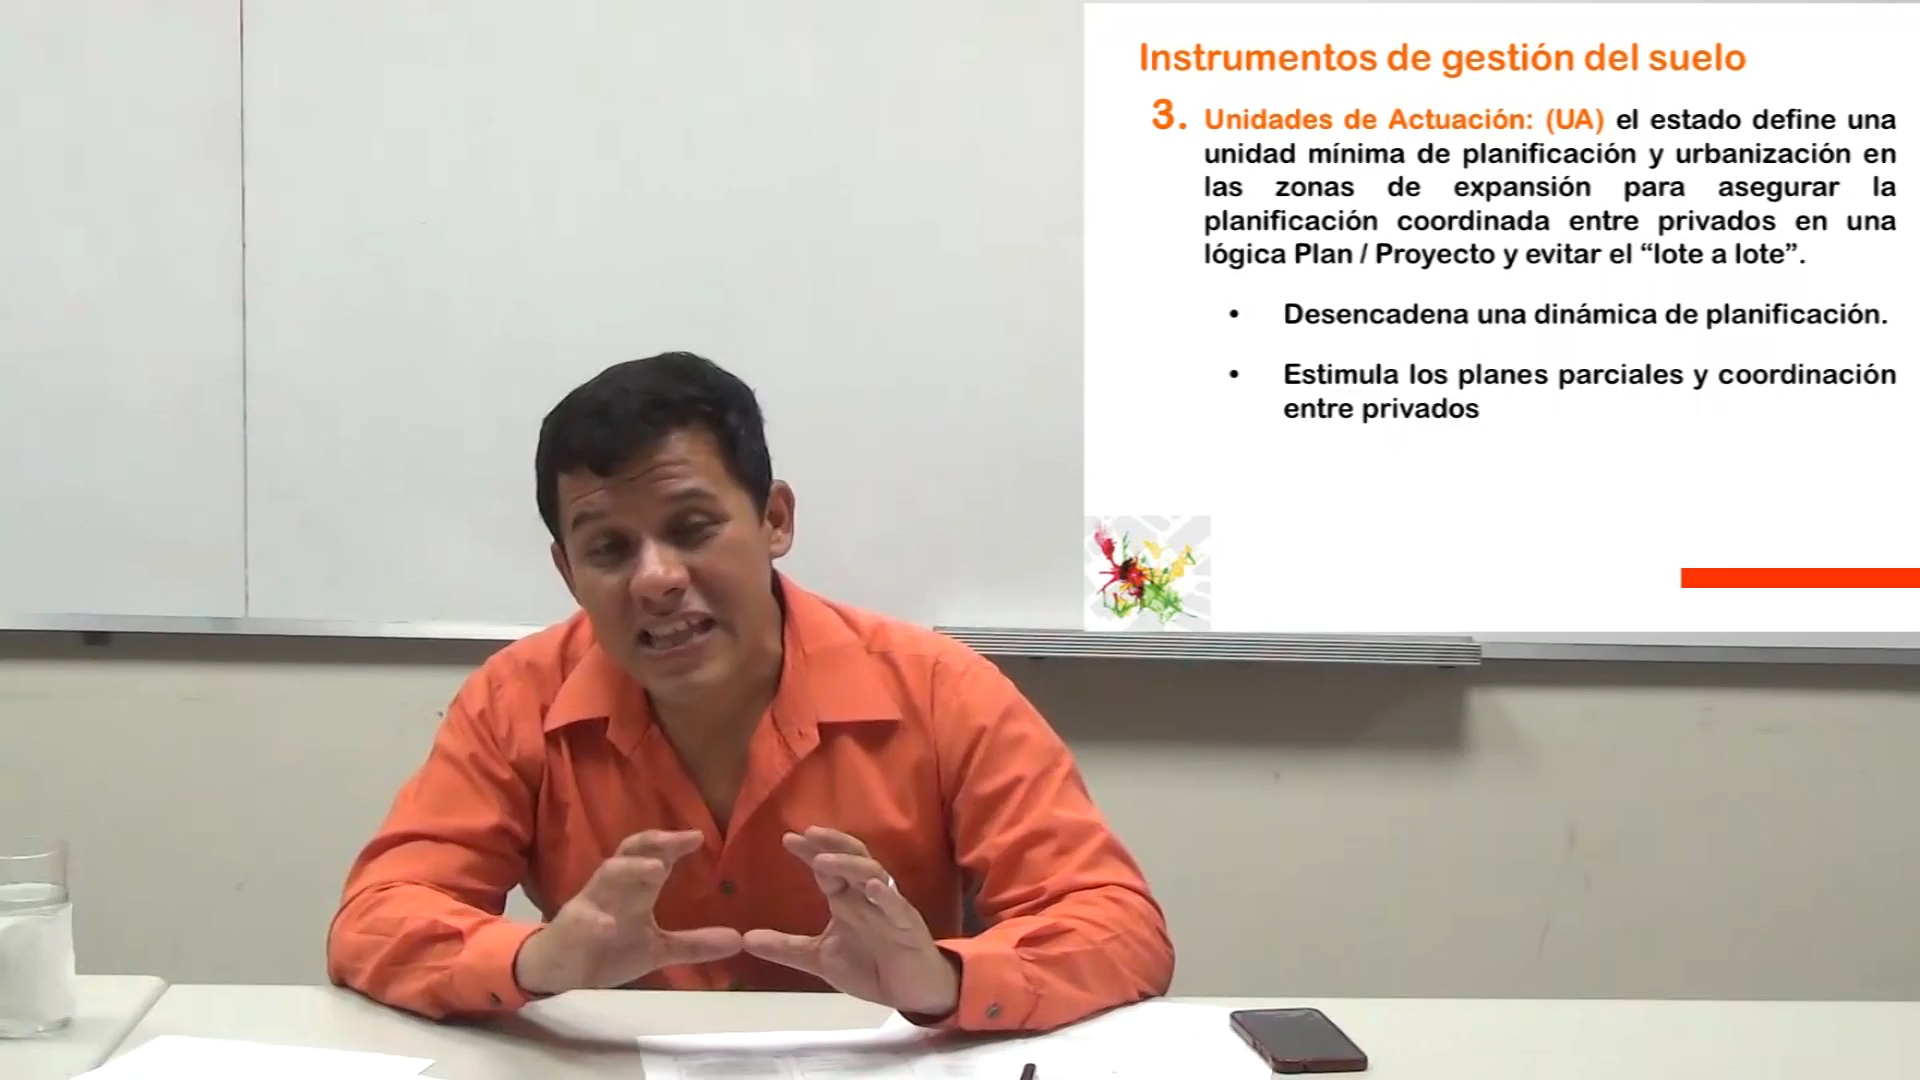 Instrumentos de gestión del suelo
3. Unidades de Actuación: (UA) el estado define una
unidad mínima de planificación y urbanización en
las zonas de expansión para asegurar la
planificación coordinada entre privados en una
lógica Plan / Proyecto y evitar el “lote a lote”.
• Desencadena una dinámica de planificación.
• Estimula los planes parciales y coordinación
entre privados